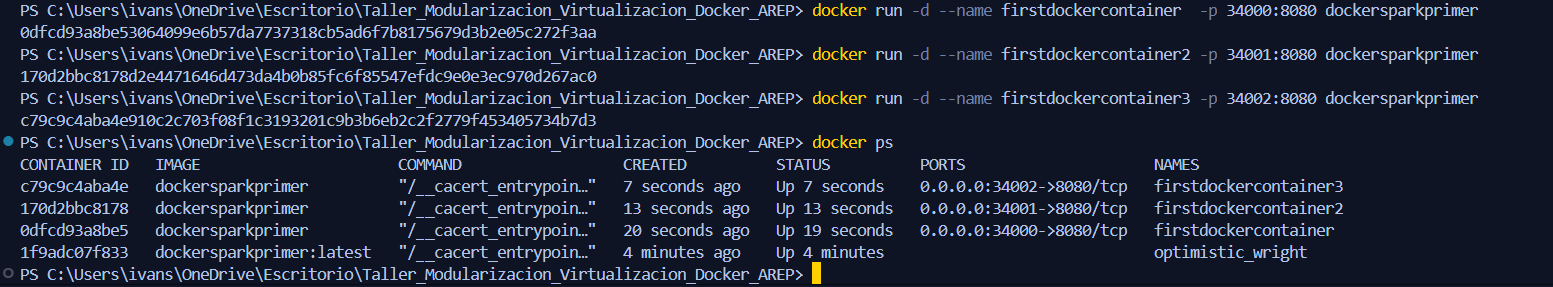 PS C:\Users\ivans\OneDrive\Escritorio\Taller_Modularizacion_Virtualizacion_Docker_AREP> docker run -d --name firstdockercontainer  -p 34000:8080 dockersparkprimer
0dfcd93a8be53064099e6b57da7737318cb5ad6f7b8175679d3b2e05c272f3aa
PS C:\Users\ivans\OneDrive\Escritorio\Taller_Modularizacion_Virtualizacion_Docker_AREP> docker run -d --name firstdockercontainer2 -p 34001:8080 dockersparkprimer
170d2bbc8178d2e4471646d473da4b0b85fc6f85547efdc9e0e3ec970d267ac0
PS C:\Users\ivans\OneDrive\Escritorio\Taller_Modularizacion_Virtualizacion_Docker_AREP> docker run -d --name firstdockercontainer3 -p 34002:8080 dockersparkprimer
c79c9c4aba4e910c2c703f08f1c3193201c9b3b6eb2c2f2779f453405734b7d3
PS C:\Users\ivans\OneDrive\Escritorio\Taller_Modularizacion_Virtualizacion_Docker_AREP> docker ps
CONTAINER ID   IMAGE                      COMMAND                  CREATED          STATUS          PORTS                     NAMES
c79c9c4aba4e   dockersparkprimer          "/__cacert_entrypoin…"   7 seconds ago    Up 7 seconds    0.0.0.0:34002->8080/tcp   firstdockercontainer3
170d2bbc8178   dockersparkprimer          "/__cacert_entrypoin…"   13 seconds ago   Up 13 seconds   0.0.0.0:34001->8080/tcp   firstdockercontainer2
0dfcd93a8be5   dockersparkprimer          "/__cacert_entrypoin…"   20 seconds ago   Up 19 seconds   0.0.0.0:34000->8080/tcp   firstdockercontainer
1f9adc07f833   dockersparkprimer:latest   "/__cacert_entrypoin…"   4 minutes ago    Up 4 minutes                              optimistic_wright
PS C:\Users\ivans\OneDrive\Escritorio\Taller_Modularizacion_Virtualizacion_Docker_AREP>